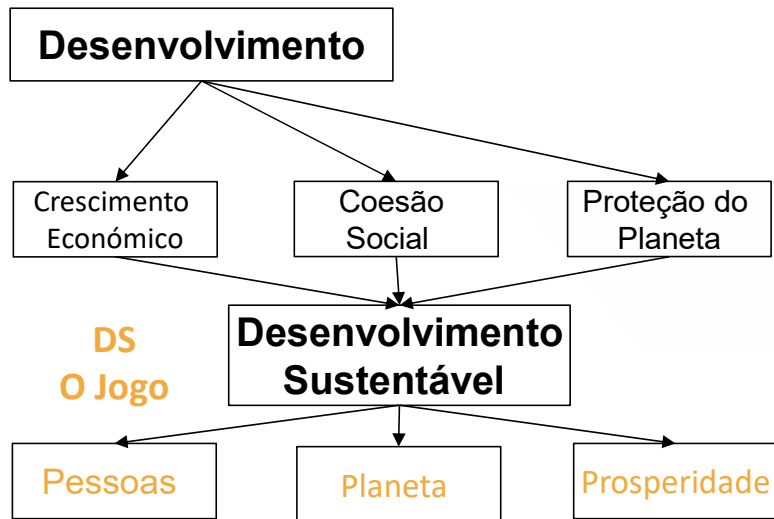 Desenvolvimento
Crescimento
Económico
Coesão
Social
Proteção do
Planeta
DS
O Jogo
Desenvolvimento
Sustentável
Pessoas
Planeta
Prosperidade